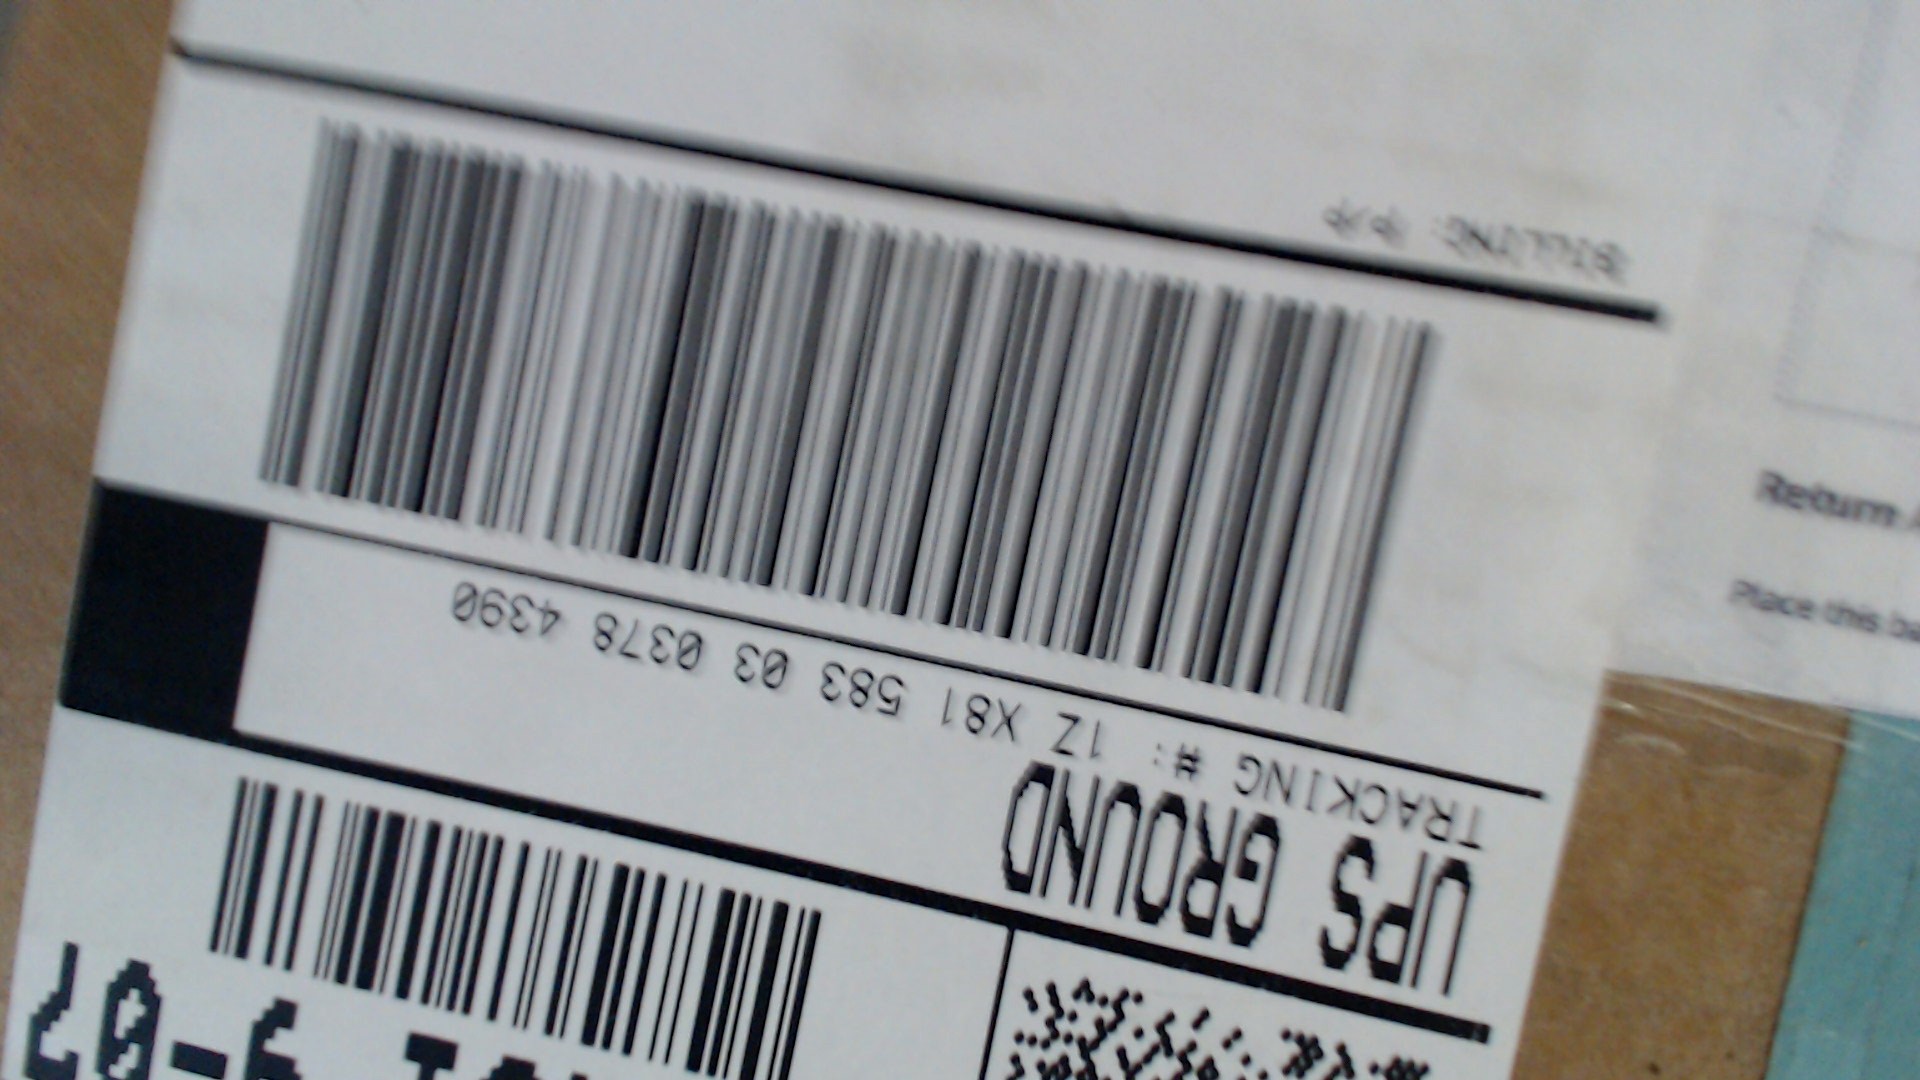 UPS GROUND
TRACKING #: 1Z X81 583 03 0378 4390
BILLING: P/P
Return
Place this